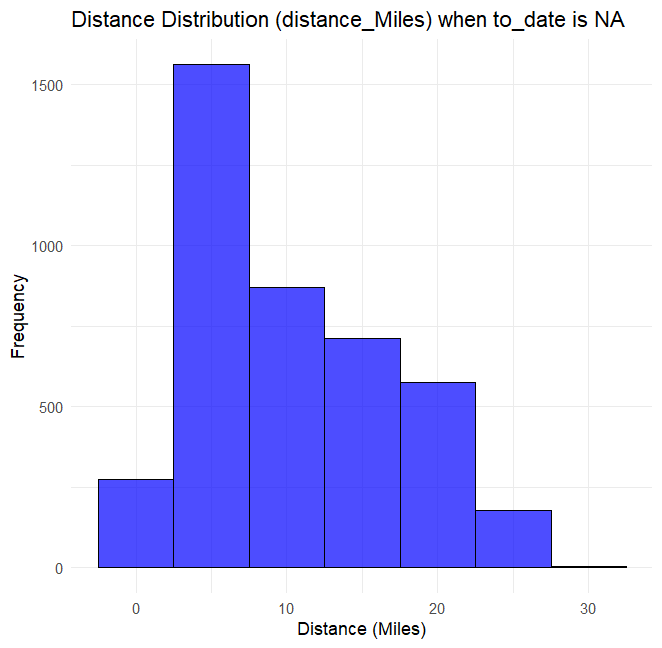 Distance Distribution (distance_Miles) when to_date is NA
1500
1000
500
0
Frequency
0 10 20 30
Distance (Miles)